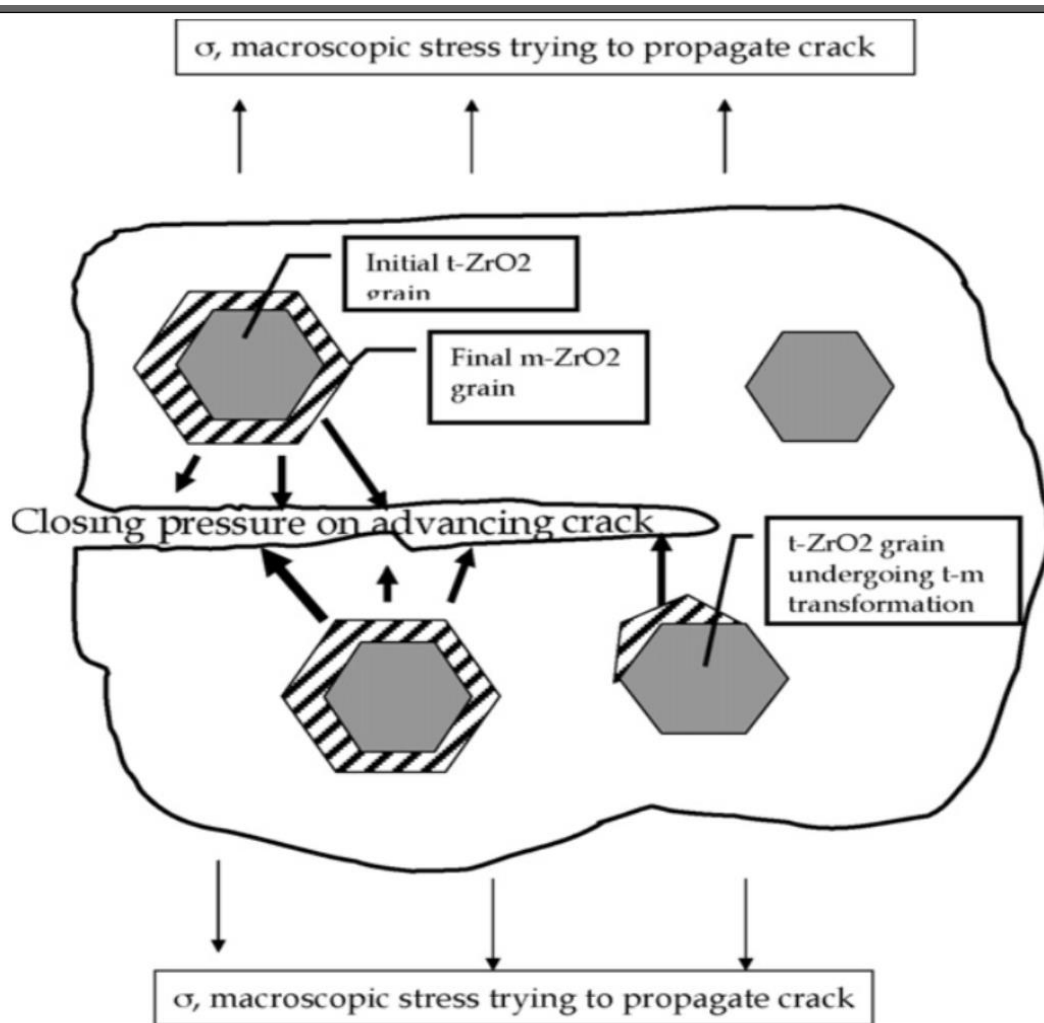 σ, macroscopic stress trying to propagate crack
Initial t-ZrO2
grain
Final m-ZrO2
grain
Closing pressure on advancing crack
t-ZrO2 grain
undergoing t-m
transformation
σ, macroscopic stress trying to propagate crack